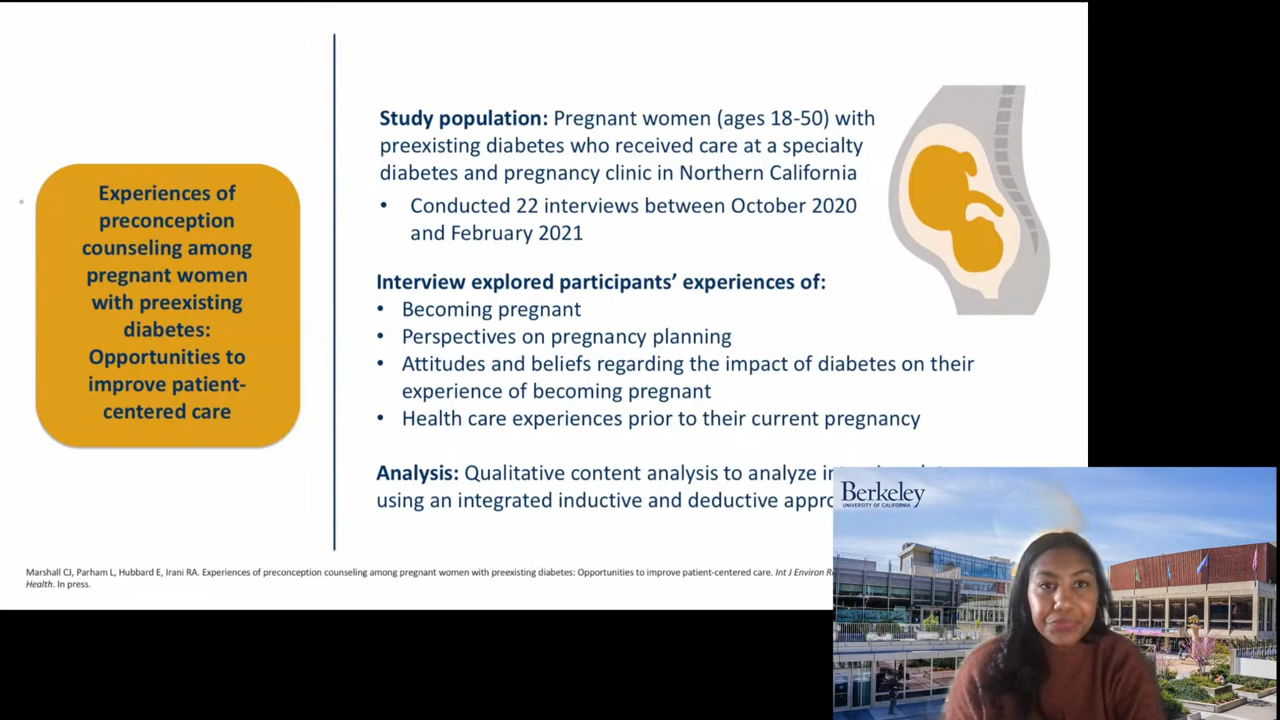 Experiences of
preconception
counseling among
pregnant women
with preexisting
diabetes:
Opportunities to
improve patient-
centered care
Study population: Pregnant women (ages 18-50) with
preexisting diabetes who received care at a specialty
diabetes and pregnancy clinic in Northern California
• Conducted 22 interviews between October 2020
and February 2021
Interview explored participants’ experiences of:
• Becoming pregnant
• Perspectives on pregnancy planning
• Attitudes and beliefs regarding the impact of diabetes on their
experience of becoming pregnant
• Health care experiences prior to their current pregnancy
Analysis: Qualitative content analysis to analyze
using an integrated inductive and deductive
Marshall CJ, Parham L, Hubbard E, Irani RA. Experiences of preconception counseling among pregnant women with preexisting diabetes: Opportunities to improve patient-centered care. Int J Environ
Health. In press.
Berkeley
UNIVERSITY OF CALIFORNIA